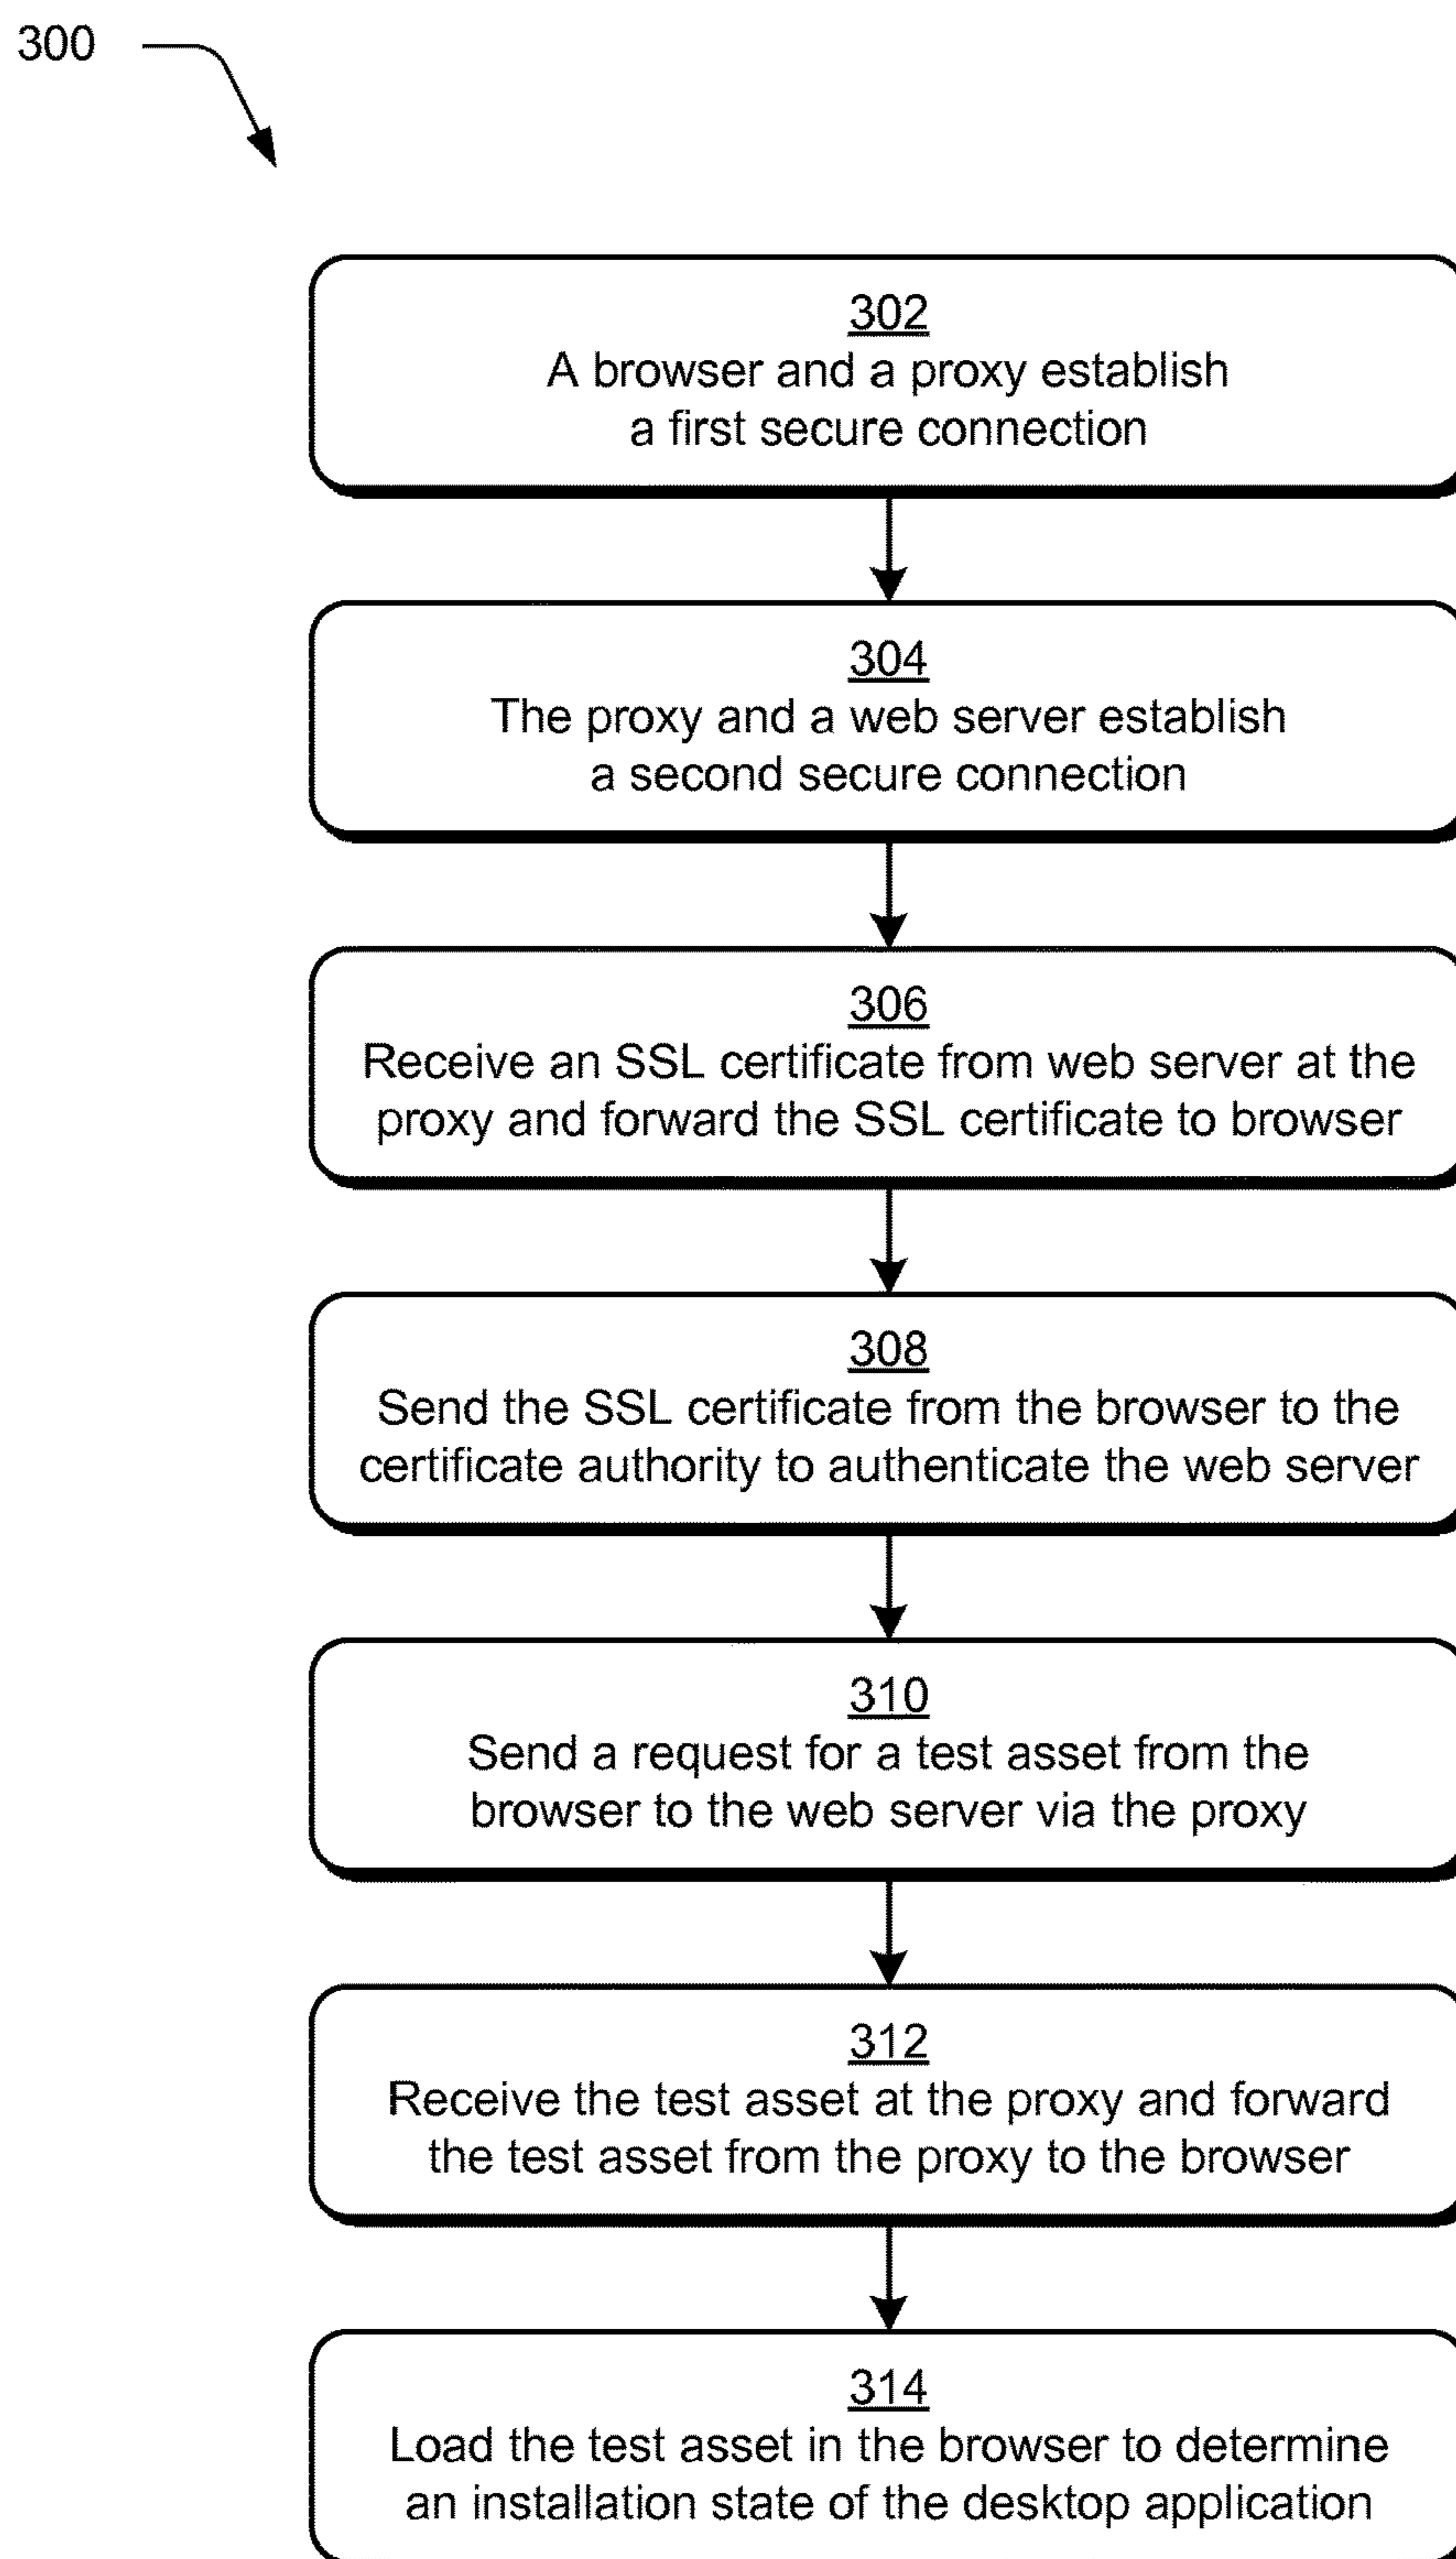 300
302
A browser and a proxy establish
a first secure connection
304
The proxy and a web server establish
a second secure connection
306
Receive an SSL certificate from web server at the
proxy and forward the SSL certificate to browser
308
Send the SSL certificate from the browser to the
certificate authority to authenticate the web server
310
Send a request for a test asset from the
browser to the web server via the proxy
312
Receive the test asset at the proxy and forward
the test asset from the proxy to the browser
314
Load the test asset in the browser to determine
an installation state of the desktop application